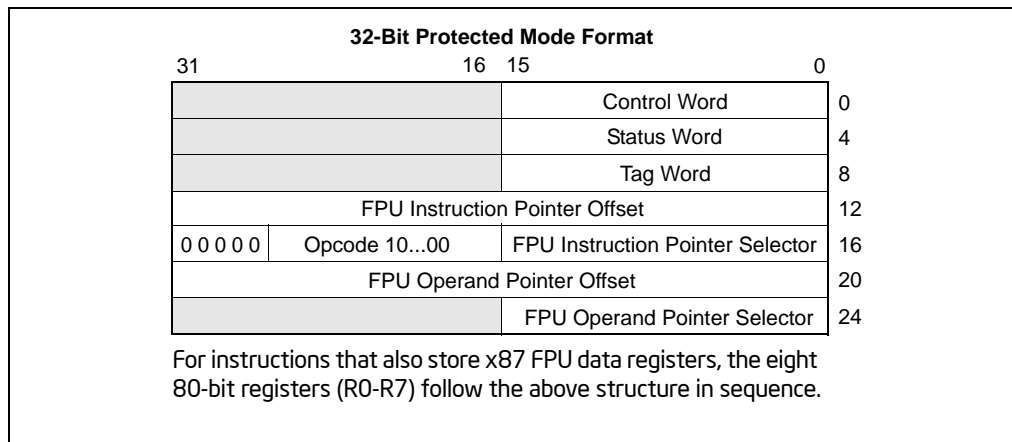 32-Bit Protected Mode Format
31 16 15 0
Control Word 0
Status Word 4
Tag Word 8
FPU Instruction Pointer Offset 12
0 0 0 0 0 Opcode 10...00 FPU Instruction Pointer Selector 16
FPU Operand Pointer Offset 20
FPU Operand Pointer Selector 24
For instructions that also store x87 FPU data registers, the eight
80-bit registers (R0-R7) follow the above structure in sequence.